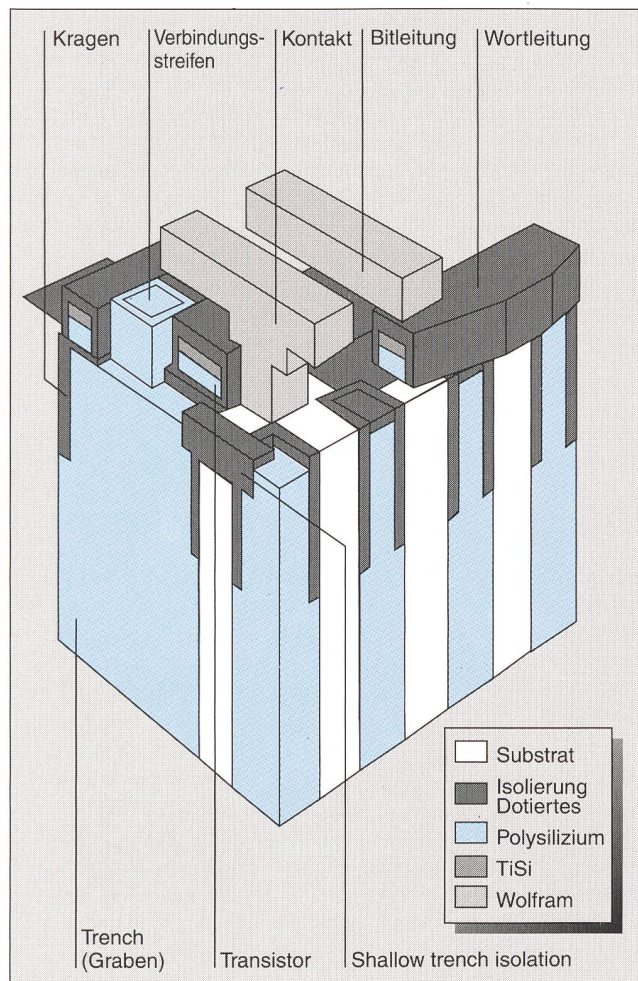 Kragen
Verbindungs-
streifen
Kontakt
Bitleitung
Wortleitung
Substrat
Isolierung
Dotiertes
Polysilizium
TiSi
Wolfram
Trench
(Graben)
Transistor
Shallow trench isolation